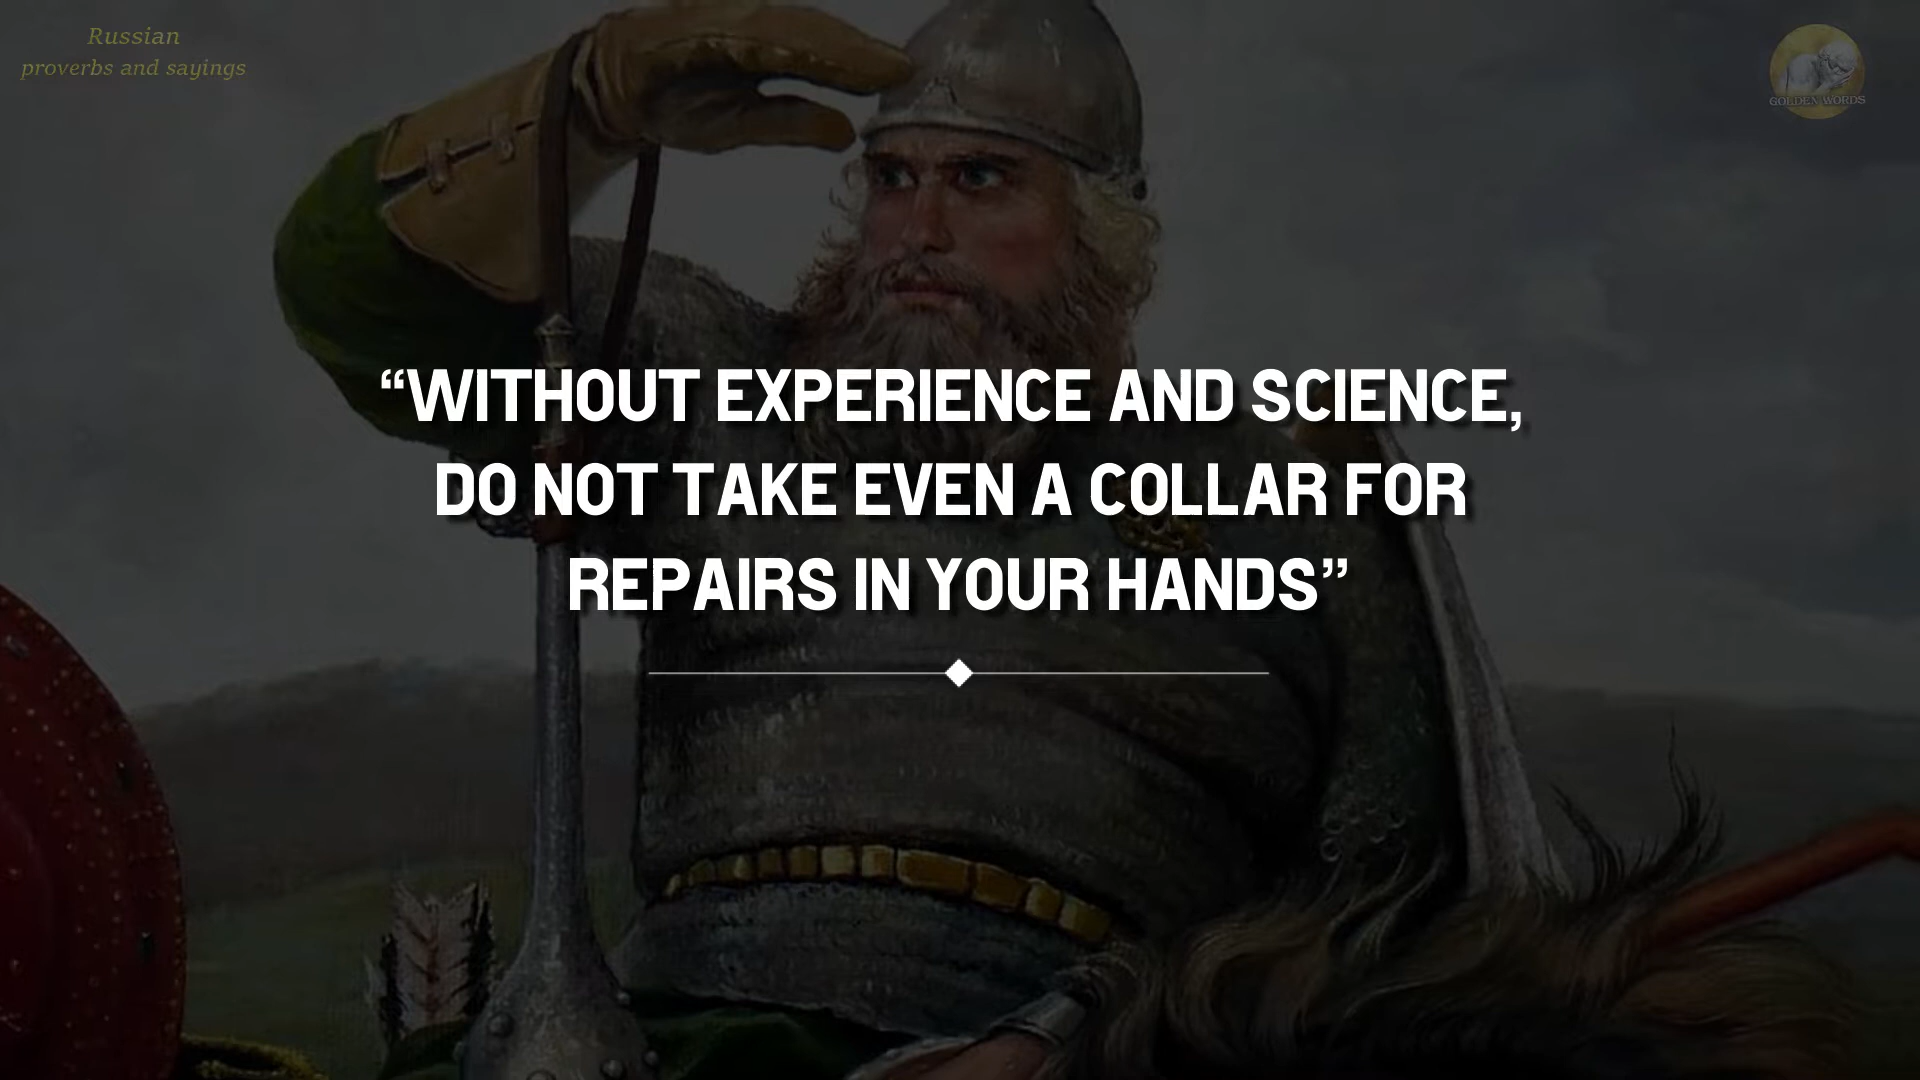 Russian
proverbs and sayings
GOLDEN WORDS
“WITHOUT EXPERIENCE AND SCIENCE,
DO NOT TAKE EVEN A COLLAR FOR
REPAIRS IN YOUR HANDS”